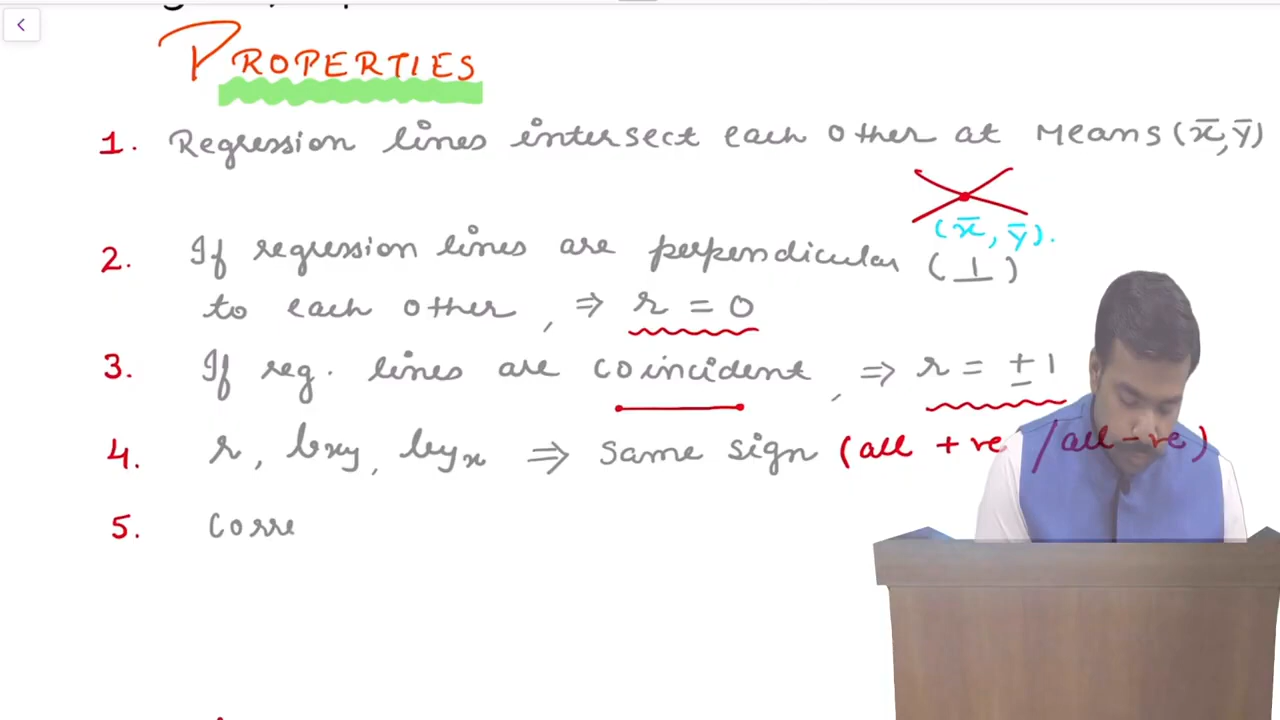 PROPERTIES
1. Regression lines intersect each other at Means (x̄, ȳ)
(x̄, ȳ).
2. If regression lines are perpendicular (⊥)
to each other, ⇒ r = 0
3. If reg. lines are coincident, ⇒ r = ±1
4. r, bxy, byx ⇒ same sign (all +ve / all -ve)
5. Corre